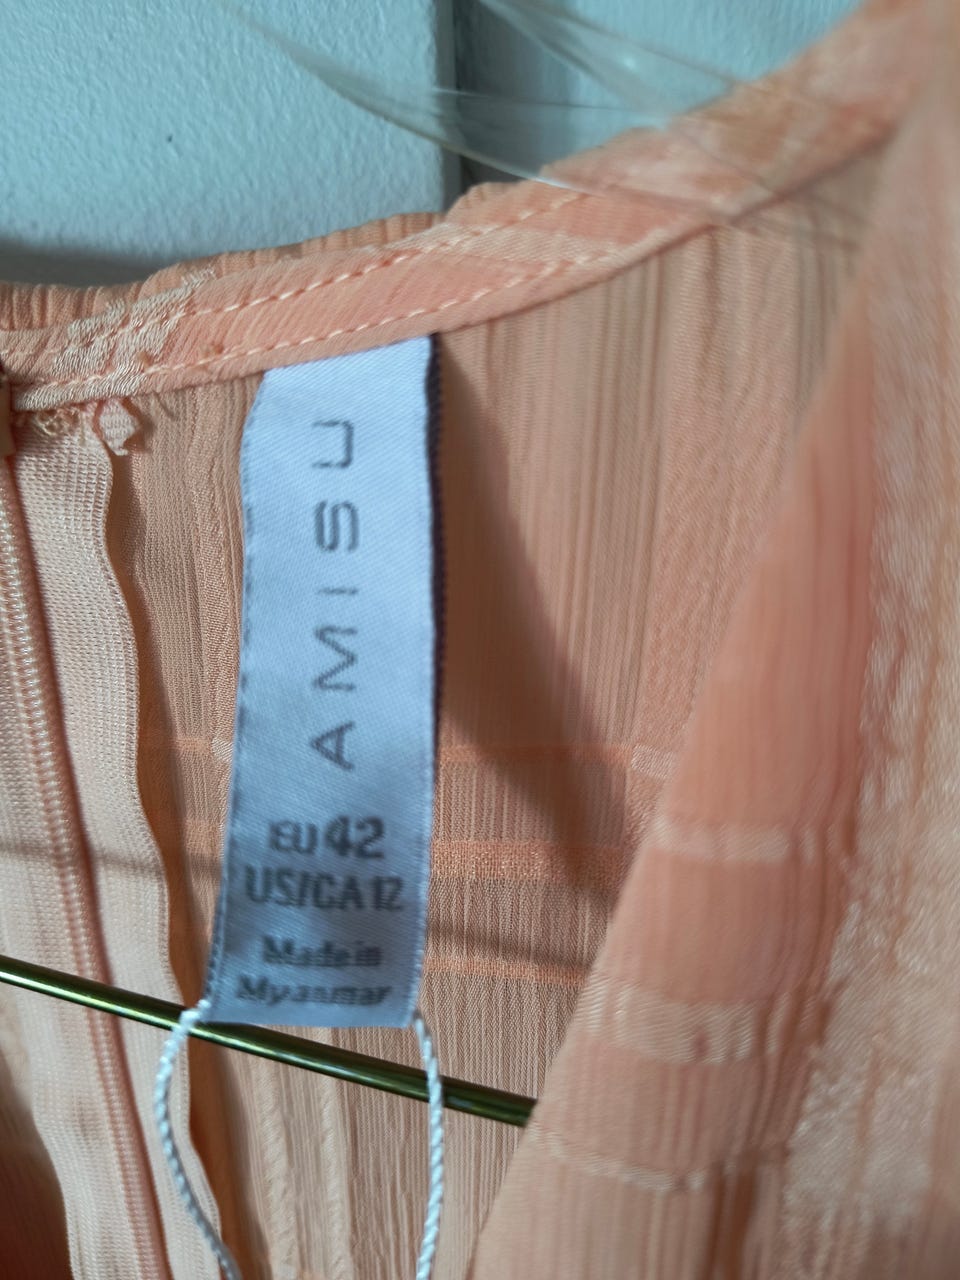 AMISU
EU 42
US/CA 12
Made in
Myanmar